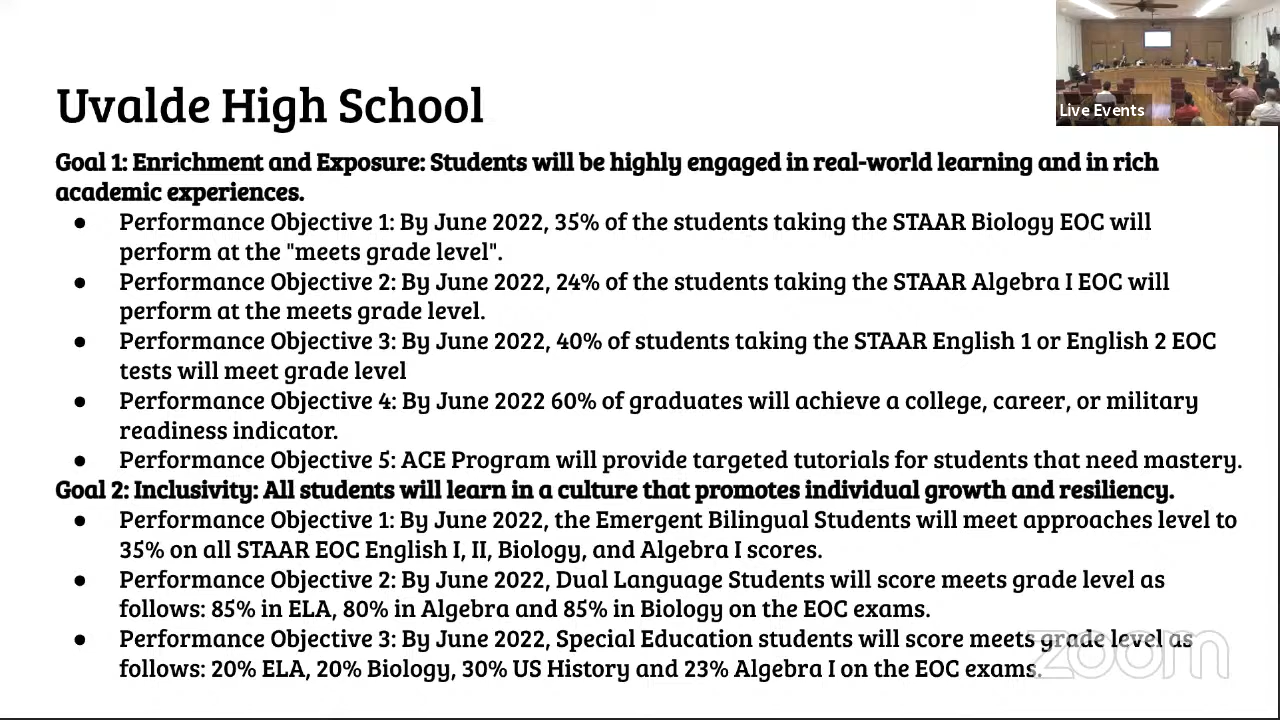 Live Events
Uvalde High School
Goal 1: Enrichment and Exposure: Students will be highly engaged in real-world learning and in rich
academic experiences.
● Performance Objective 1: By June 2022, 35% of the students taking the STAAR Biology EOC will
perform at the "meets grade level".
● Performance Objective 2: By June 2022, 24% of the students taking the STAAR Algebra I EOC will
perform at the meets grade level.
● Performance Objective 3: By June 2022, 40% of students taking the STAAR English 1 or English 2 EOC
tests will meet grade level
● Performance Objective 4: By June 2022 60% of graduates will achieve a college, career, or military
readiness indicator.
● Performance Objective 5: ACE Program will provide targeted tutorials for students that need mastery.
Goal 2: Inclusivity: All students will learn in a culture that promotes individual growth and resiliency.
● Performance Objective 1: By June 2022, the Emergent Bilingual Students will meet approaches level to
35% on all STAAR EOC English I, II, Biology, and Algebra I scores.
● Performance Objective 2: By June 2022, Dual Language Students will score meets grade level as
follows: 85% in ELA, 80% in Algebra and 85% in Biology on the EOC exams.
● Performance Objective 3: By June 2022, Special Education students will score meets grade level as
follows: 20% ELA, 20% Biology, 30% US History and 23% Algebra I on the EOC exams.
zoom